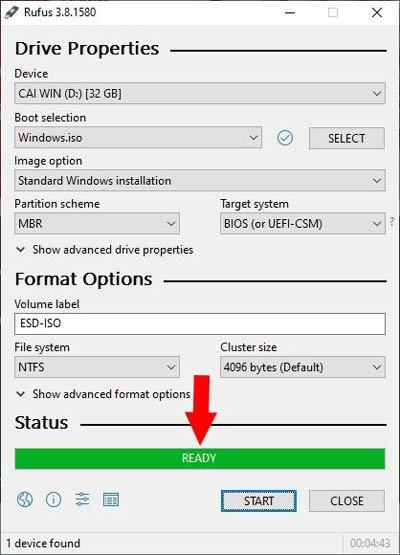 Rufus 3.8.1580
Drive Properties
Device
CAI WIN (D:) [32 GB]
Boot selection
Windows.iso
SELECT
Image option
Standard Windows installation
Partition scheme
Target system
MBR
BIOS (or UEFI-CSM)
?
Show advanced drive properties
Format Options
Volume label
ESD-ISO
File system
Cluster size
NTFS
4096 bytes (Default)
Show advanced format options
Status
READY
START
CLOSE
1 device found
00:04:43